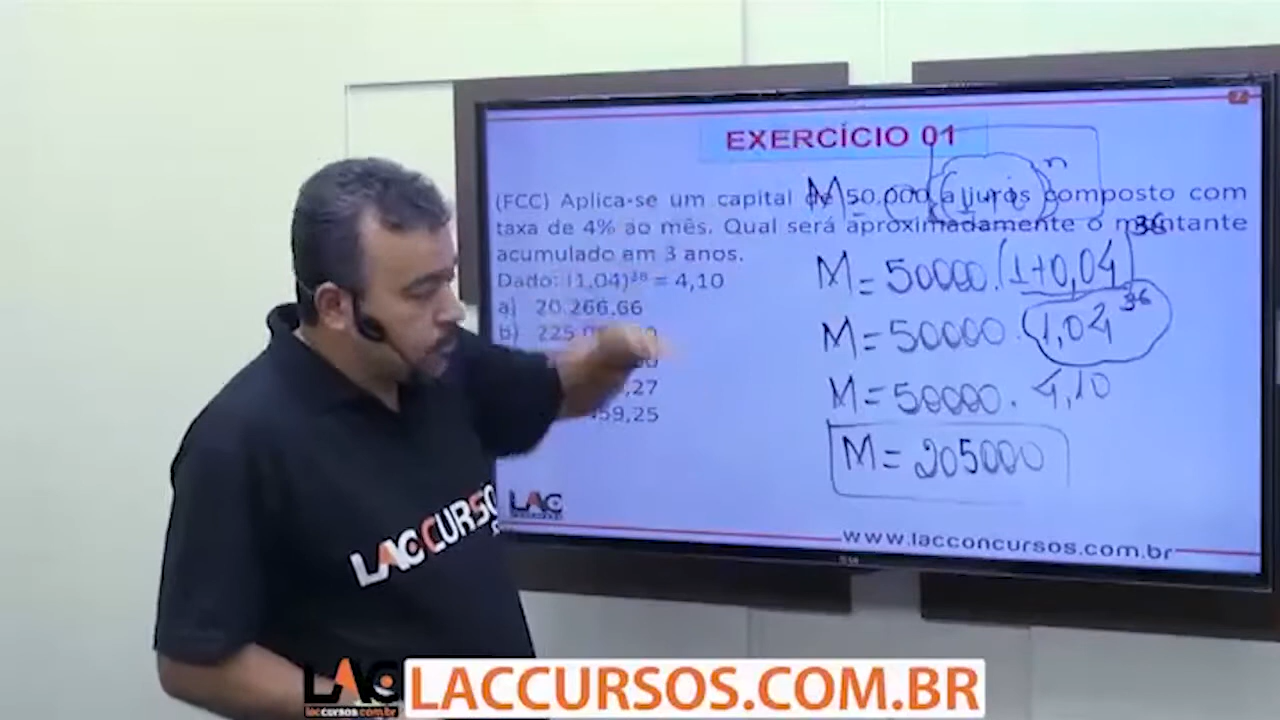 EXERCÍCIO 01
(FCC) Aplica-se um capital de 50.000 a juros composto com
taxa de 4% ao mês. Qual será aproximadamente o montante
acumulado em 3 anos.
Dado: (1,04)³⁶ = 4,10
a) 20.266,66
b) 225
,27
459,25
M =
n
M = 50000.(1+0,04)³⁶
M = 50000 . 1,04³⁶
M = 50000 . 4,10
M = 205000
LAC
www.lacconcursos.com.br
LACCURSOS
LAC
laccursos.com.br
LACCURSOS.COM.BR